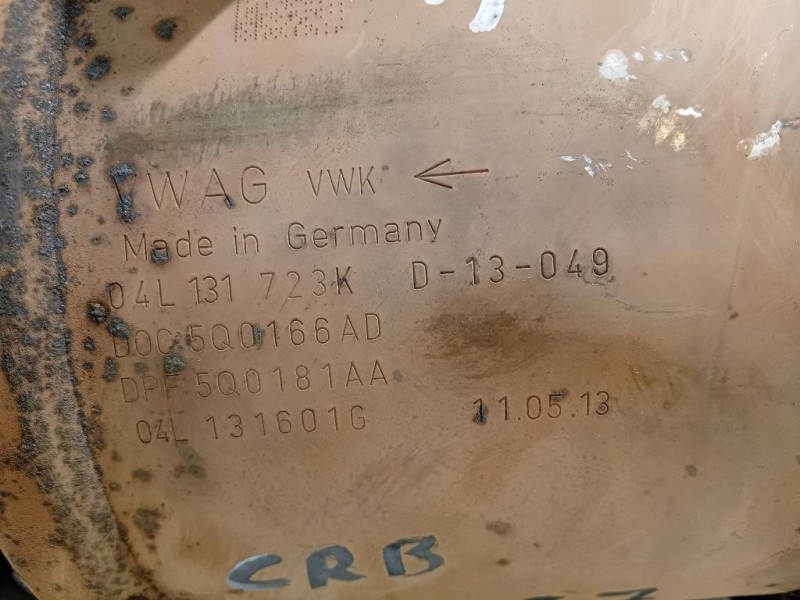 VWAG VWK ←
Made in Germany
04L 131 723K D-13-049
DOC 5Q0166AD
DPF 5Q0181AA
04L 131601G 11.05.13
CRB